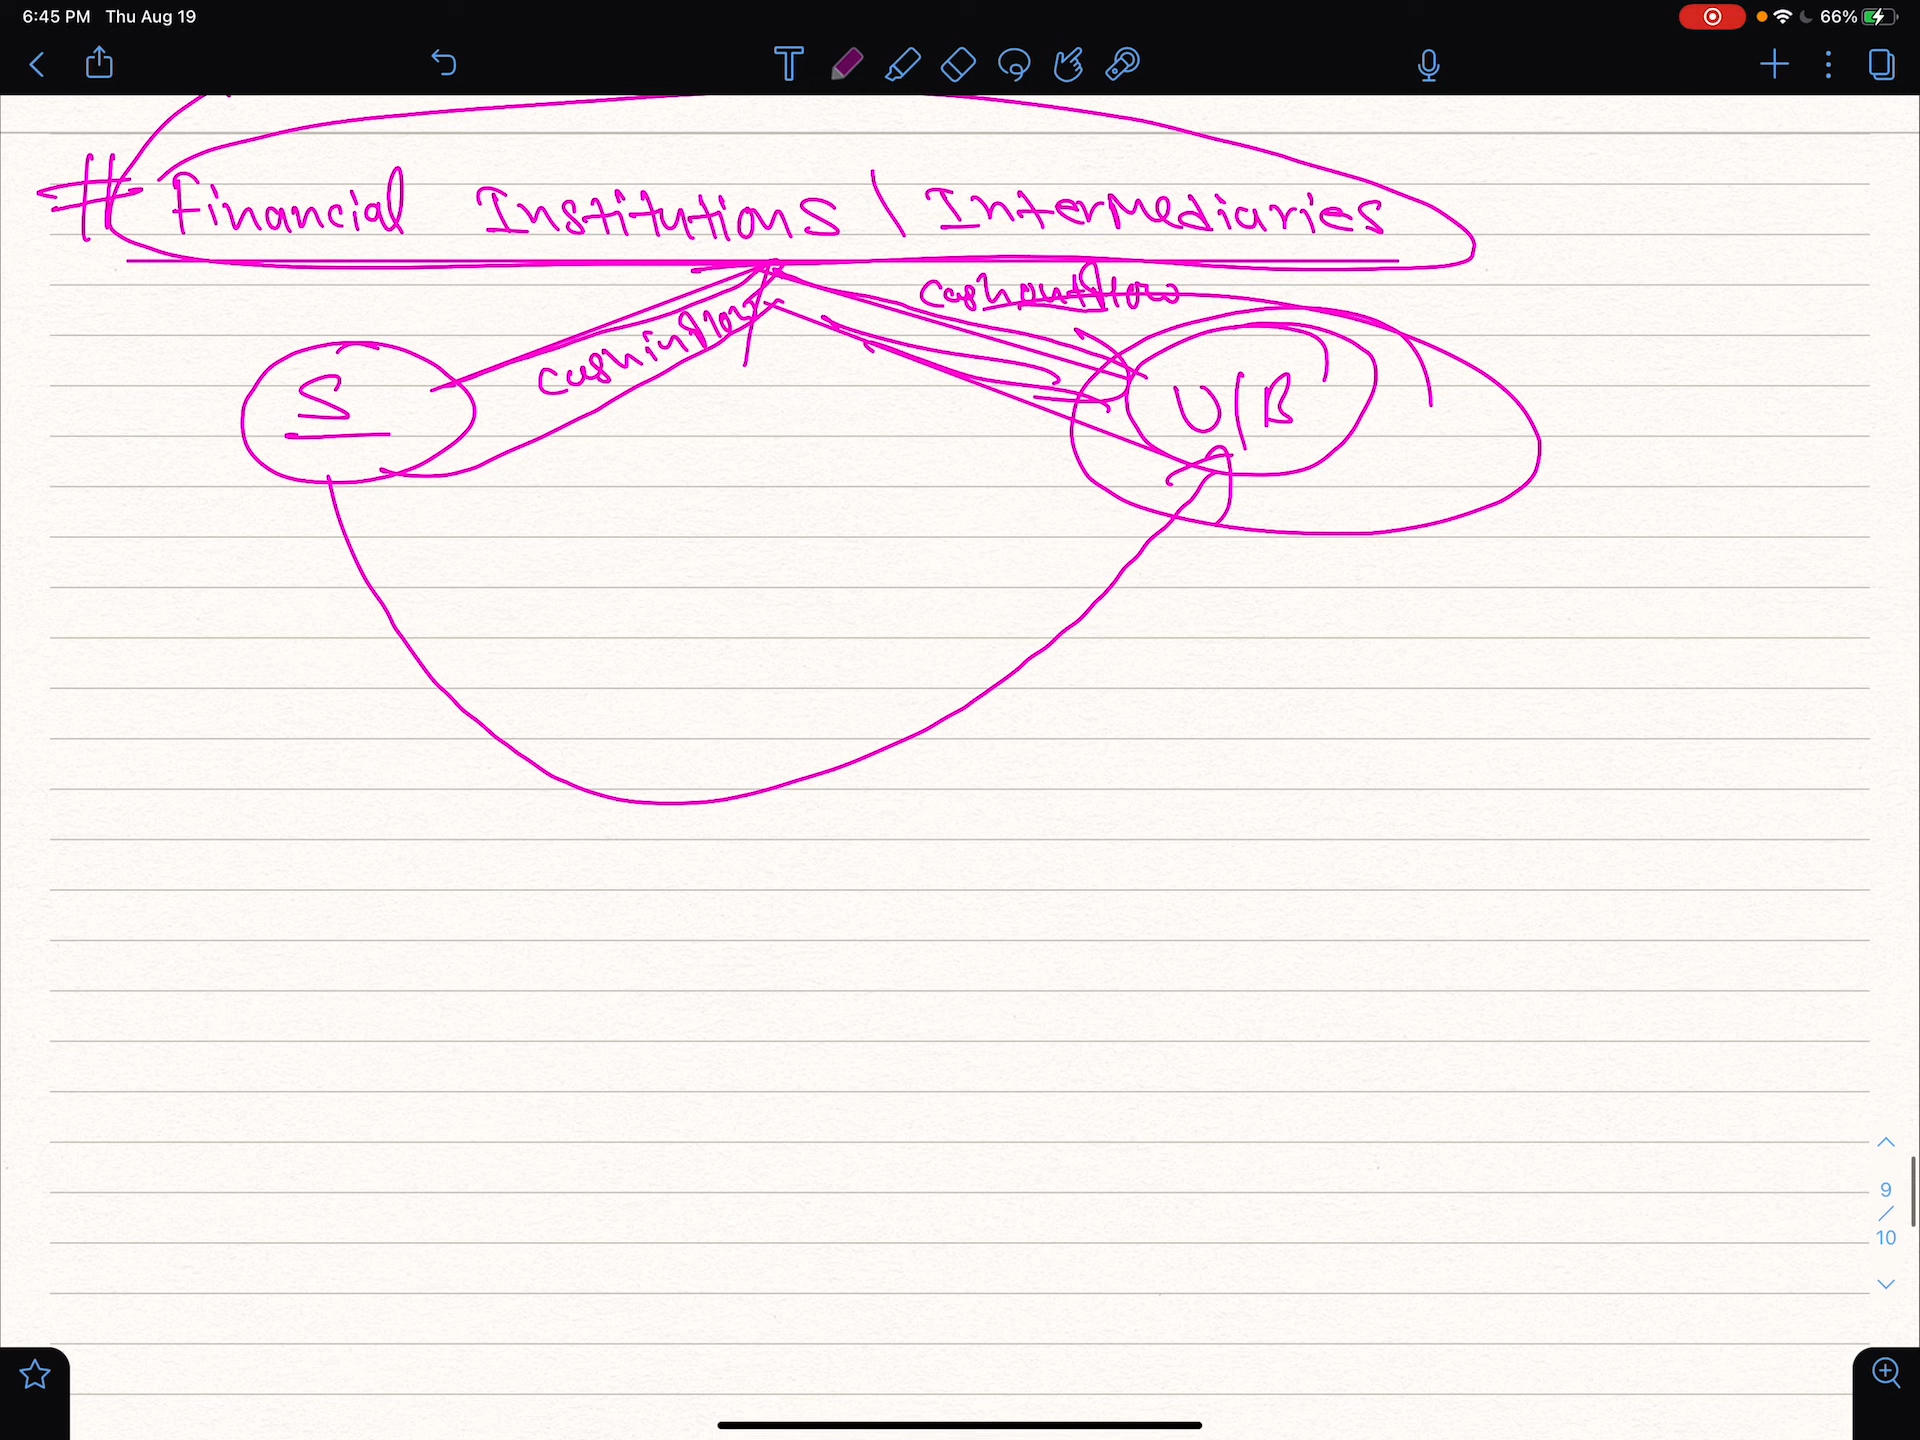 6:45 PM Thu Aug 19
66%
T
# Financial Institutions \ Intermediaries
cash outflow
cash inflow
S
U/B
9
/
10